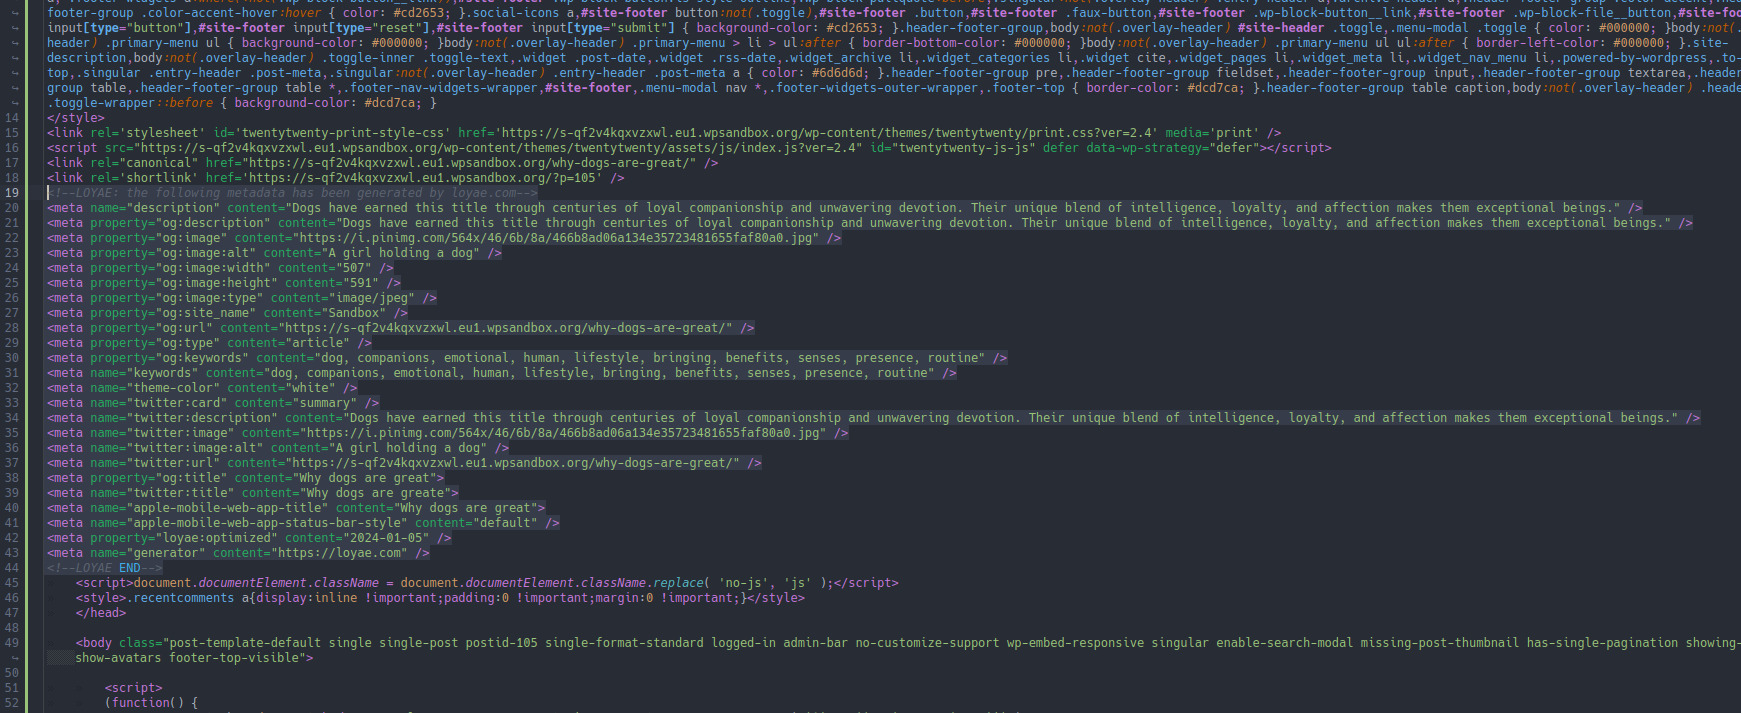 footer-group .color-accent-hover:hover { color: #cd2653; }.social-icons a,#site-footer button:not(.toggle),#site-footer .button,#site-footer .faux-button,#site-footer .wp-block-button__link,#site-footer .wp-block-file__button,#site-foo
input[type="button"],#site-footer input[type="reset"],#site-footer input[type="submit"] { background-color: #cd2653; }.header-footer-group,body:not(.overlay-header) #site-header .toggle,.menu-modal .toggle { color: #000000; }body:not(.
header) .primary-menu ul { background-color: #000000; }body:not(.overlay-header) .primary-menu > li > ul:after { border-bottom-color: #000000; }body:not(.overlay-header) .primary-menu ul ul:after { border-left-color: #000000; }.site-
description,body:not(.overlay-header) .toggle-inner .toggle-text,.widget .post-date,.widget .rss-date,.widget_archive li,.widget_categories li,.widget cite,.widget_pages li,.widget_meta li,.widget_nav_menu li,.powered-by-wordpress,.to-
top,.singular .entry-header .post-meta,.singular:not(.overlay-header) .entry-header .post-meta a { color: #6d6d6d; }.header-footer-group pre,.header-footer-group fieldset,.header-footer-group input,.header-footer-group textarea,.header
group table,.header-footer-group table *,.footer-nav-widgets-wrapper,#site-footer,.menu-modal nav *,.footer-widgets-outer-wrapper,.footer-top { border-color: #dcd7ca; }.header-footer-group table caption,body:not(.overlay-header) .heade
.toggle-wrapper::before { background-color: #dcd7ca; }
14 </style>
15 <link rel='stylesheet' id='twentytwenty-print-style-css' href='https://s-qf2v4kqxvzxwl.eu1.wpsandbox.org/wp-content/themes/twentytwenty/print.css?ver=2.4' media='print' />
16 <script src="https://s-qf2v4kqxvzxwl.eu1.wpsandbox.org/wp-content/themes/twentytwenty/assets/js/index.js?ver=2.4" id="twentytwenty-js-js" defer data-wp-strategy="defer"></script>
17 <link rel="canonical" href="https://s-qf2v4kqxvzxwl.eu1.wpsandbox.org/why-dogs-are-great/" />
18 <link rel='shortlink' href='https://s-qf2v4kqxvzxwl.eu1.wpsandbox.org/?p=105' />
19 <!--LOYAE: the following metadata has been generated by loyae.com-->
20 <meta name="description" content="Dogs have earned this title through centuries of loyal companionship and unwavering devotion. Their unique blend of intelligence, loyalty, and affection makes them exceptional beings." />
21 <meta property="og:description" content="Dogs have earned this title through centuries of loyal companionship and unwavering devotion. Their unique blend of intelligence, loyalty, and affection makes them exceptional beings." />
22 <meta property="og:image" content="https://i.pinimg.com/564x/46/6b/8a/466b8ad06a134e35723481655faf80a0.jpg" />
23 <meta property="og:image:alt" content="A girl holding a dog" />
24 <meta property="og:image:width" content="507" />
25 <meta property="og:image:height" content="591" />
26 <meta property="og:image:type" content="image/jpeg" />
27 <meta property="og:site_name" content="Sandbox" />
28 <meta property="og:url" content="https://s-qf2v4kqxvzxwl.eu1.wpsandbox.org/why-dogs-are-great/" />
29 <meta property="og:type" content="article" />
30 <meta property="og:keywords" content="dog, companions, emotional, human, lifestyle, bringing, benefits, senses, presence, routine" />
31 <meta name="keywords" content="dog, companions, emotional, human, lifestyle, bringing, benefits, senses, presence, routine" />
32 <meta name="theme-color" content="white" />
33 <meta name="twitter:card" content="summary" />
34 <meta name="twitter:description" content="Dogs have earned this title through centuries of loyal companionship and unwavering devotion. Their unique blend of intelligence, loyalty, and affection makes them exceptional beings." />
35 <meta name="twitter:image" content="https://i.pinimg.com/564x/46/6b/8a/466b8ad06a134e35723481655faf80a0.jpg" />
36 <meta name="twitter:image:alt" content="A girl holding a dog" />
37 <meta name="twitter:url" content="https://s-qf2v4kqxvzxwl.eu1.wpsandbox.org/why-dogs-are-great/" />
38 <meta property="og:title" content="Why dogs are great">
39 <meta name="twitter:title" content="Why dogs are greate">
40 <meta name="apple-mobile-web-app-title" content="Why dogs are great">
41 <meta name="apple-mobile-web-app-status-bar-style" content="default" />
42 <meta property="loyae:optimized" content="2024-01-05" />
43 <meta name="generator" content="https://loyae.com" />
44 <!--LOYAE END-->
45 <script>document.documentElement.className = document.documentElement.className.replace( 'no-js', 'js' );</script>
46 <style>.recentcomments a{display:inline !important;padding:0 !important;margin:0 !important;}</style>
47 </head>
48
49 <body class="post-template-default single single-post postid-105 single-format-standard logged-in admin-bar no-customize-support wp-embed-responsive singular enable-search-modal missing-post-thumbnail has-single-pagination showing-
show-avatars footer-top-visible">
50
51 <script>
52 (function() {